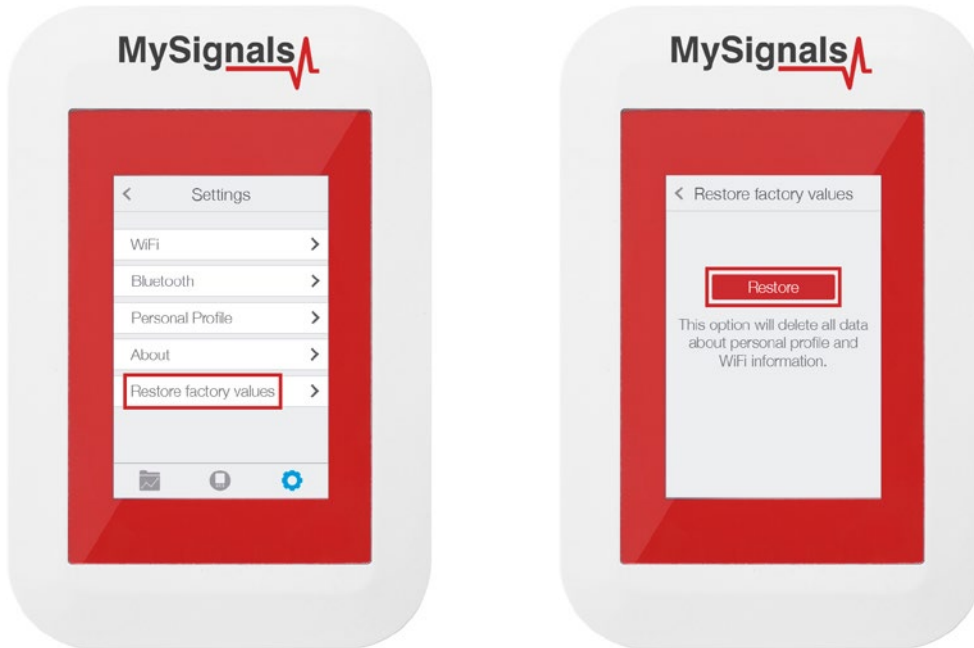 MySignals
Settings
WiFi
Bluetooth
Personal Profile
About
Restore factory values
MySignals
Restore factory values
Restore
This option will delete all data
about personal profile and
WiFi information.